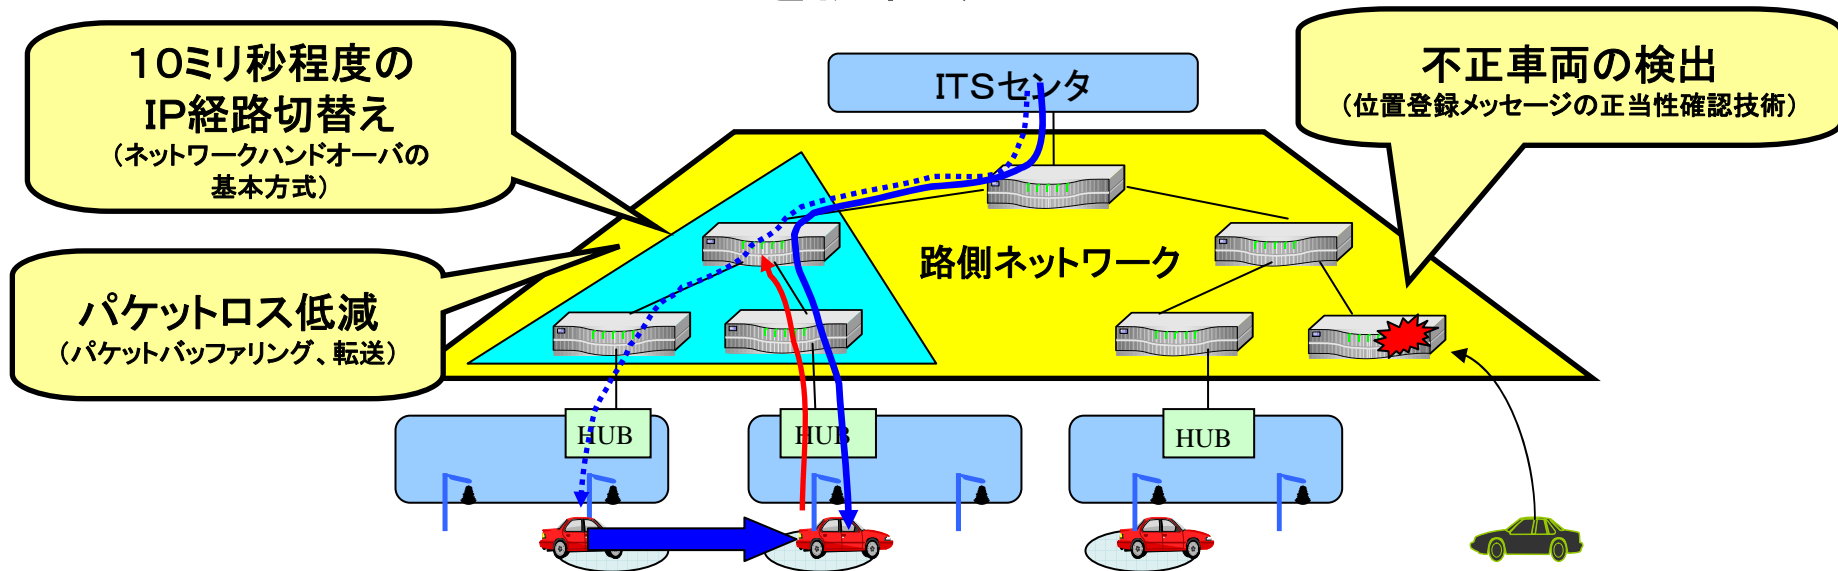 10ミリ秒程度の
IP経路切替え
(ネットワークハンドオーバの
基本方式)
ITSセンタ
不正車両の検出
(位置登録メッセージの正当性確認技術)
路側ネットワーク
パケットロス低減
(パケットバッファリング、転送)
HUB
HUB
HUB